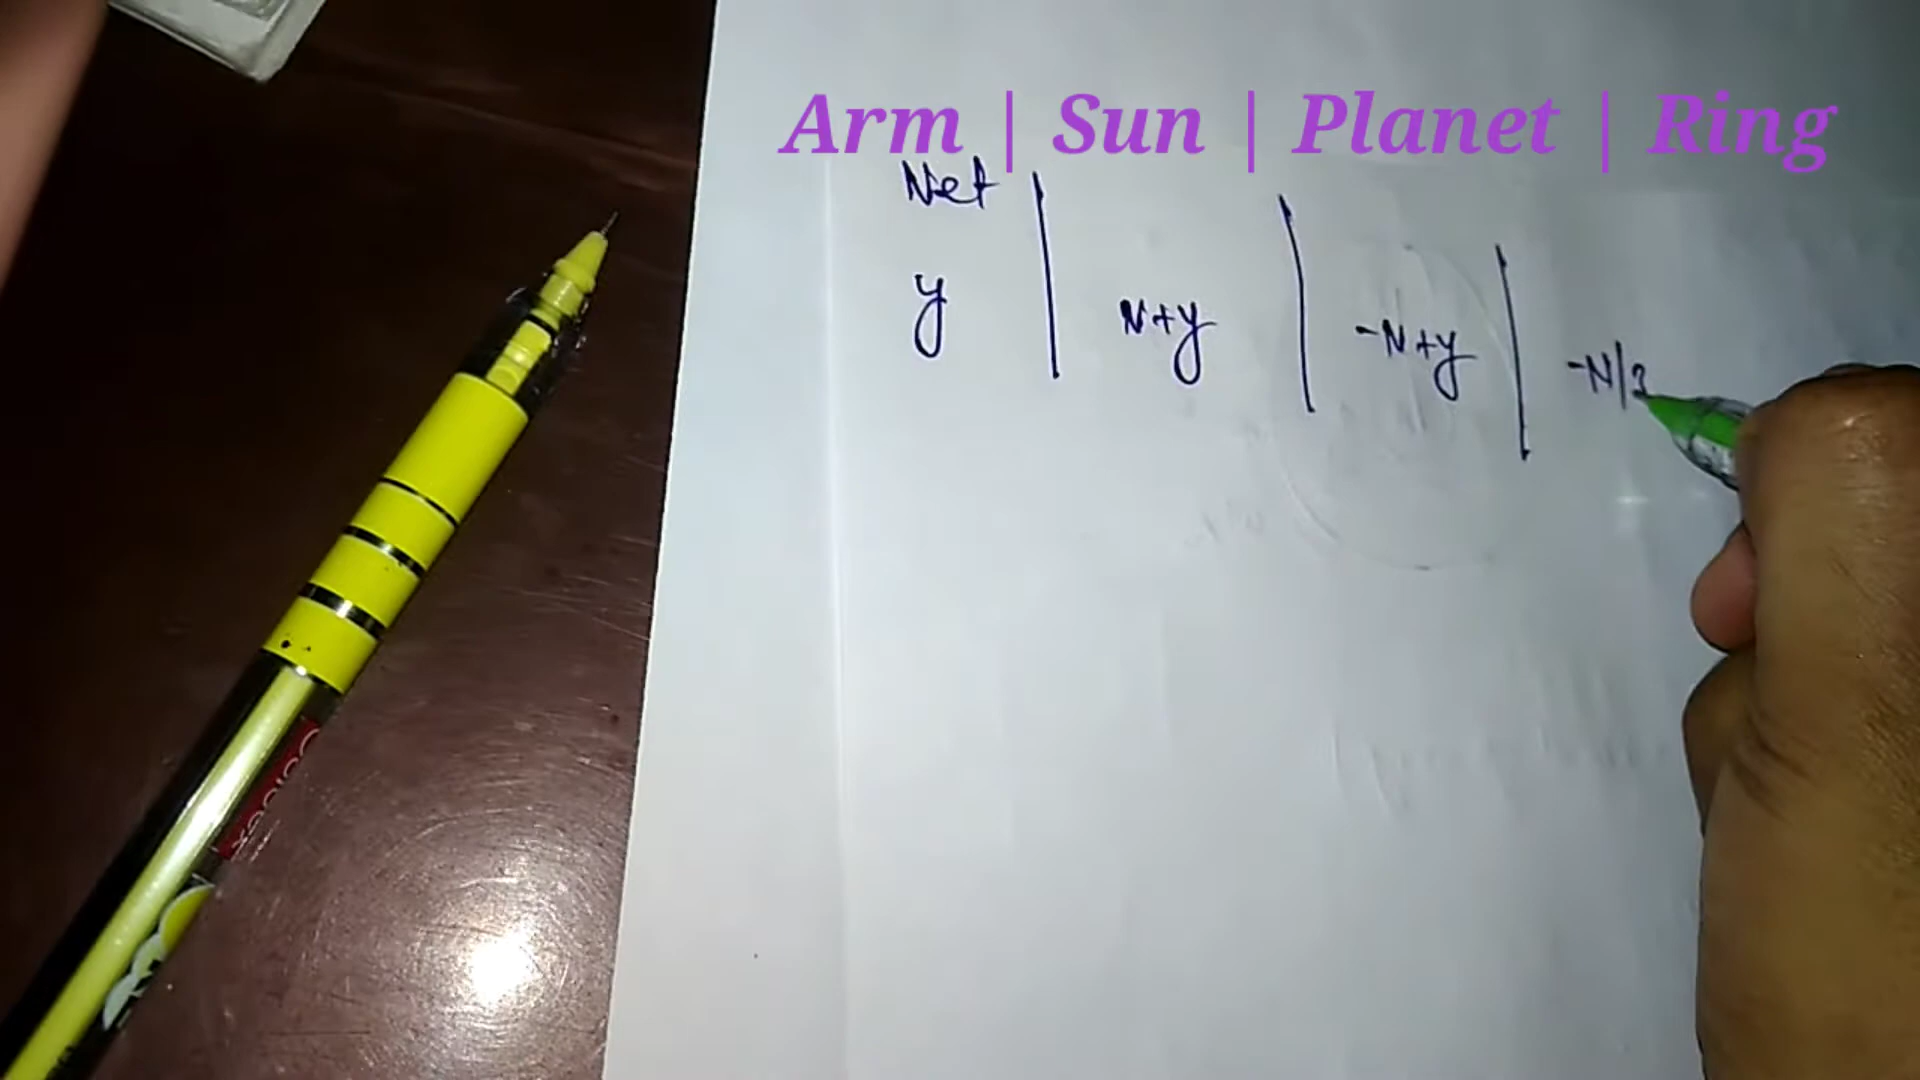 Arm | Sun | Planet | Ring
Net
y | N+y | -N+y | -N/3